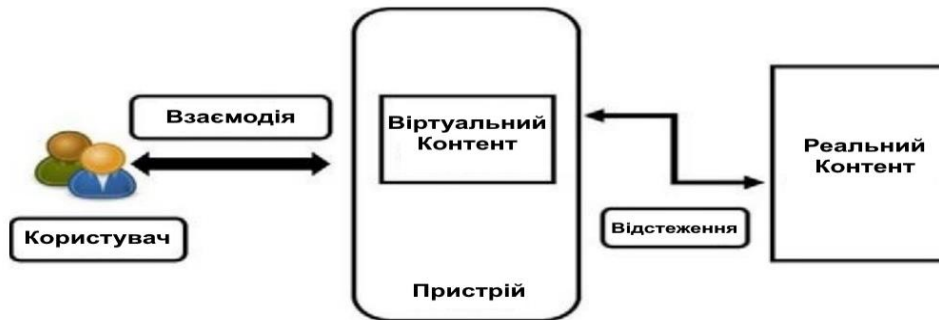 Взаємодія
Користувач
Віртуальний
Контент
Пристрій
Відстеження
Реальний
Контент